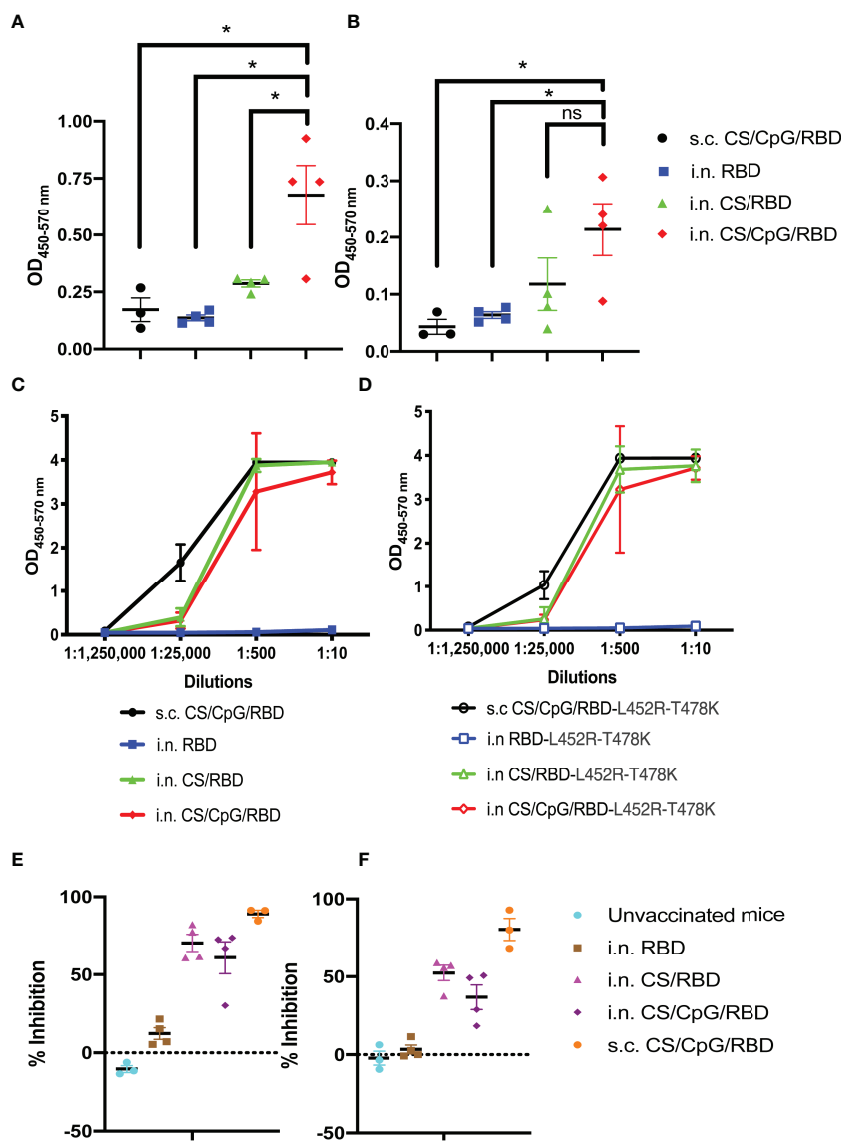 A
B
*
*
*
*
*
ns
1.00
0.75
0.50
0.25
0.00
OD450-570 nm
0.4
0.3
0.2
0.1
0.0
OD450-570 nm
s.c. CS/CpG/RBD
i.n. RBD
i.n. CS/RBD
i.n. CS/CpG/RBD
C
D
5
4
3
2
1
0
OD450-570 nm
1:1,250,000 1:25,000 1:500 1:10
Dilutions
s.c. CS/CpG/RBD
i.n. RBD
i.n. CS/RBD
i.n. CS/CpG/RBD
5
4
3
2
1
0
OD450-570 nm
1:1,250,000 1:25,000 1:500 1:10
Dilutions
s.c CS/CpG/RBD-L452R-T478K
i.n RBD-L452R-T478K
i.n CS/RBD-L452R-T478K
i.n CS/CpG/RBD-L452R-T478K
E
F
100
50
0
-50
% Inhibition
100
50
0
-50
% Inhibition
Unvaccinated mice
i.n. RBD
i.n. CS/RBD
i.n. CS/CpG/RBD
s.c. CS/CpG/RBD